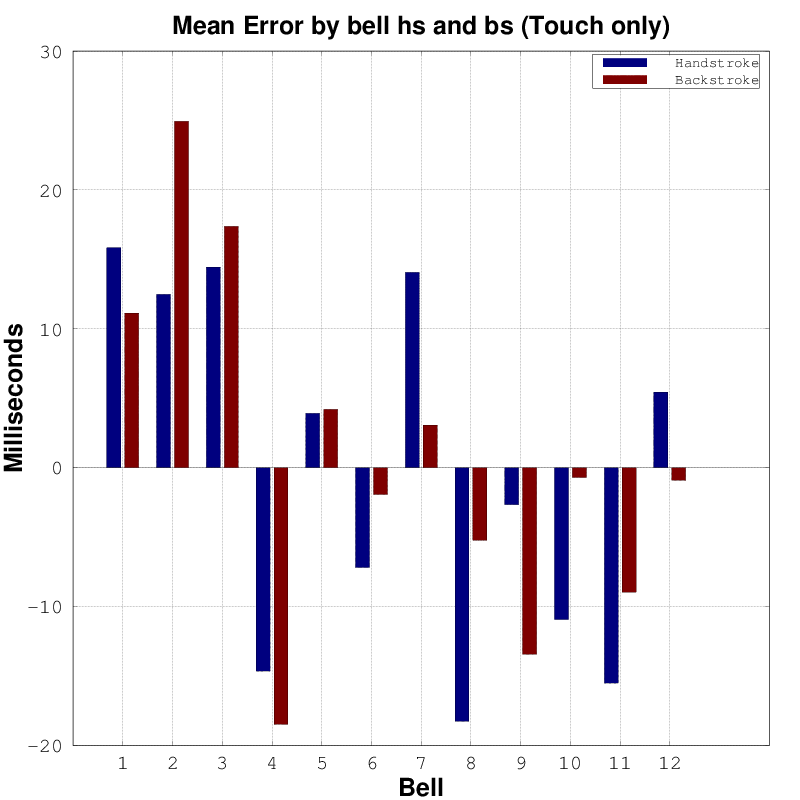 Mean Error by bell hs and bs (Touch only)
Handstroke
Backstroke
30
20
10
0
-10
-20
Milliseconds
1 2 3 4 5 6 7 8 9 10 11 12
Bell